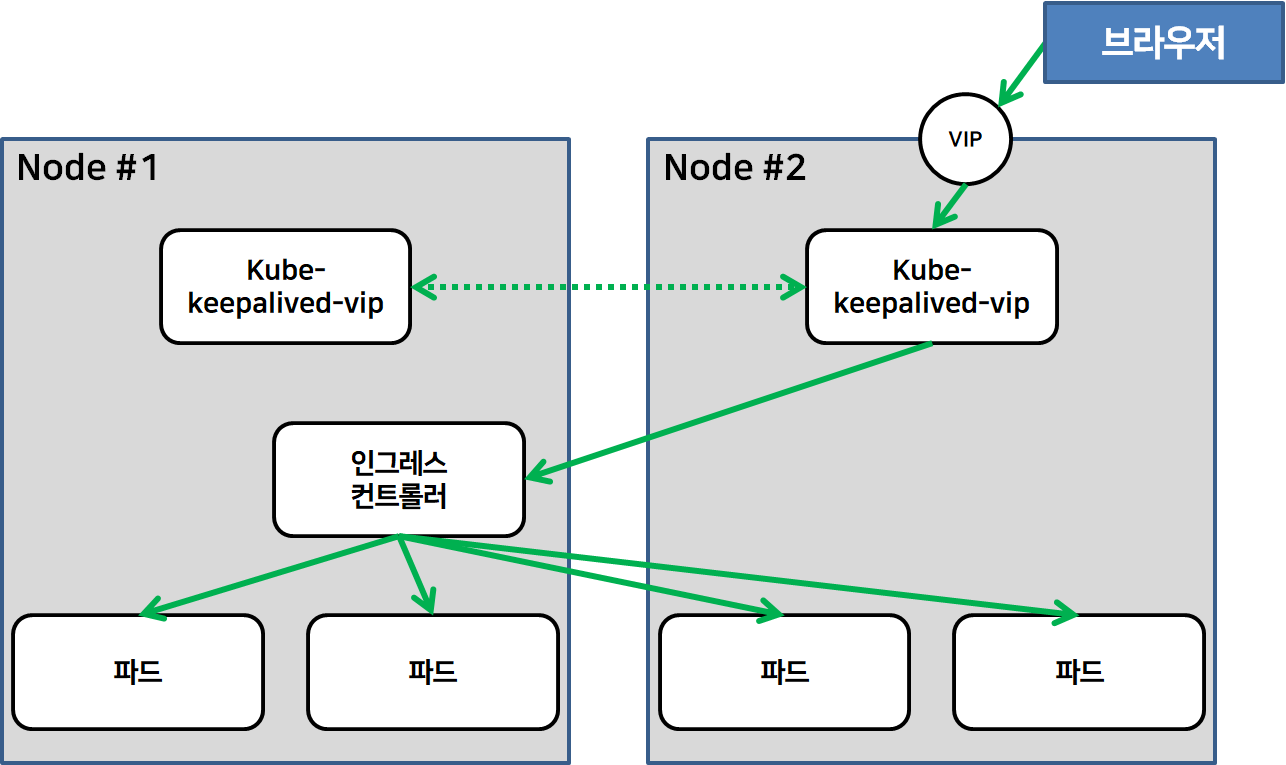 브라우저
VIP
Node #1
Node #2
Kube-
keepalived-vip
Kube-
keepalived-vip
인그레스
컨트롤러
파드
파드
파드
파드